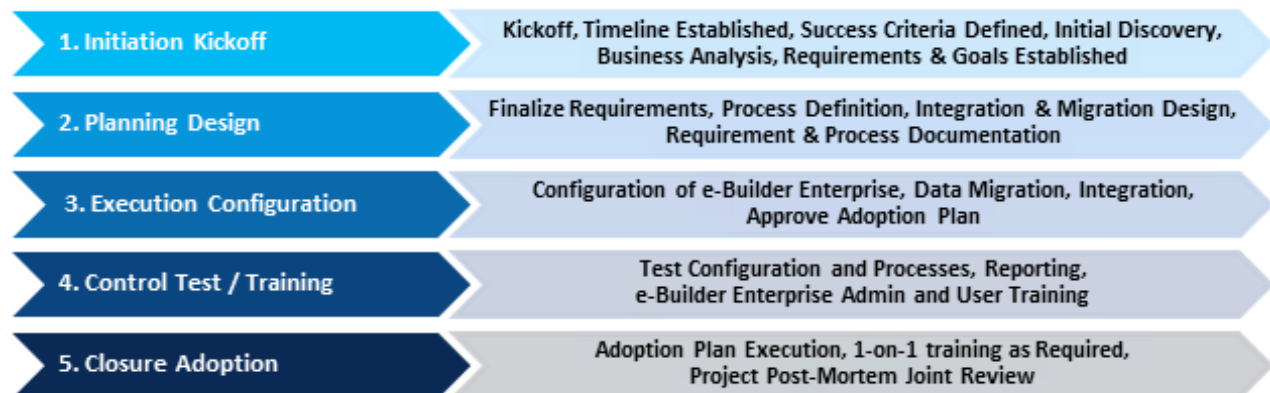 1. Initiation Kickoff
Kickoff, Timeline Established, Success Criteria Defined, Initial Discovery,
Business Analysis, Requirements & Goals Established
2. Planning Design
Finalize Requirements, Process Definition, Integration & Migration Design,
Requirement & Process Documentation
3. Execution Configuration
Configuration of e-Builder Enterprise, Data Migration, Integration,
Approve Adoption Plan
4. Control Test / Training
Test Configuration and Processes, Reporting,
e-Builder Enterprise Admin and User Training
5. Closure Adoption
Adoption Plan Execution, 1-on-1 training as Required,
Project Post-Mortem Joint Review